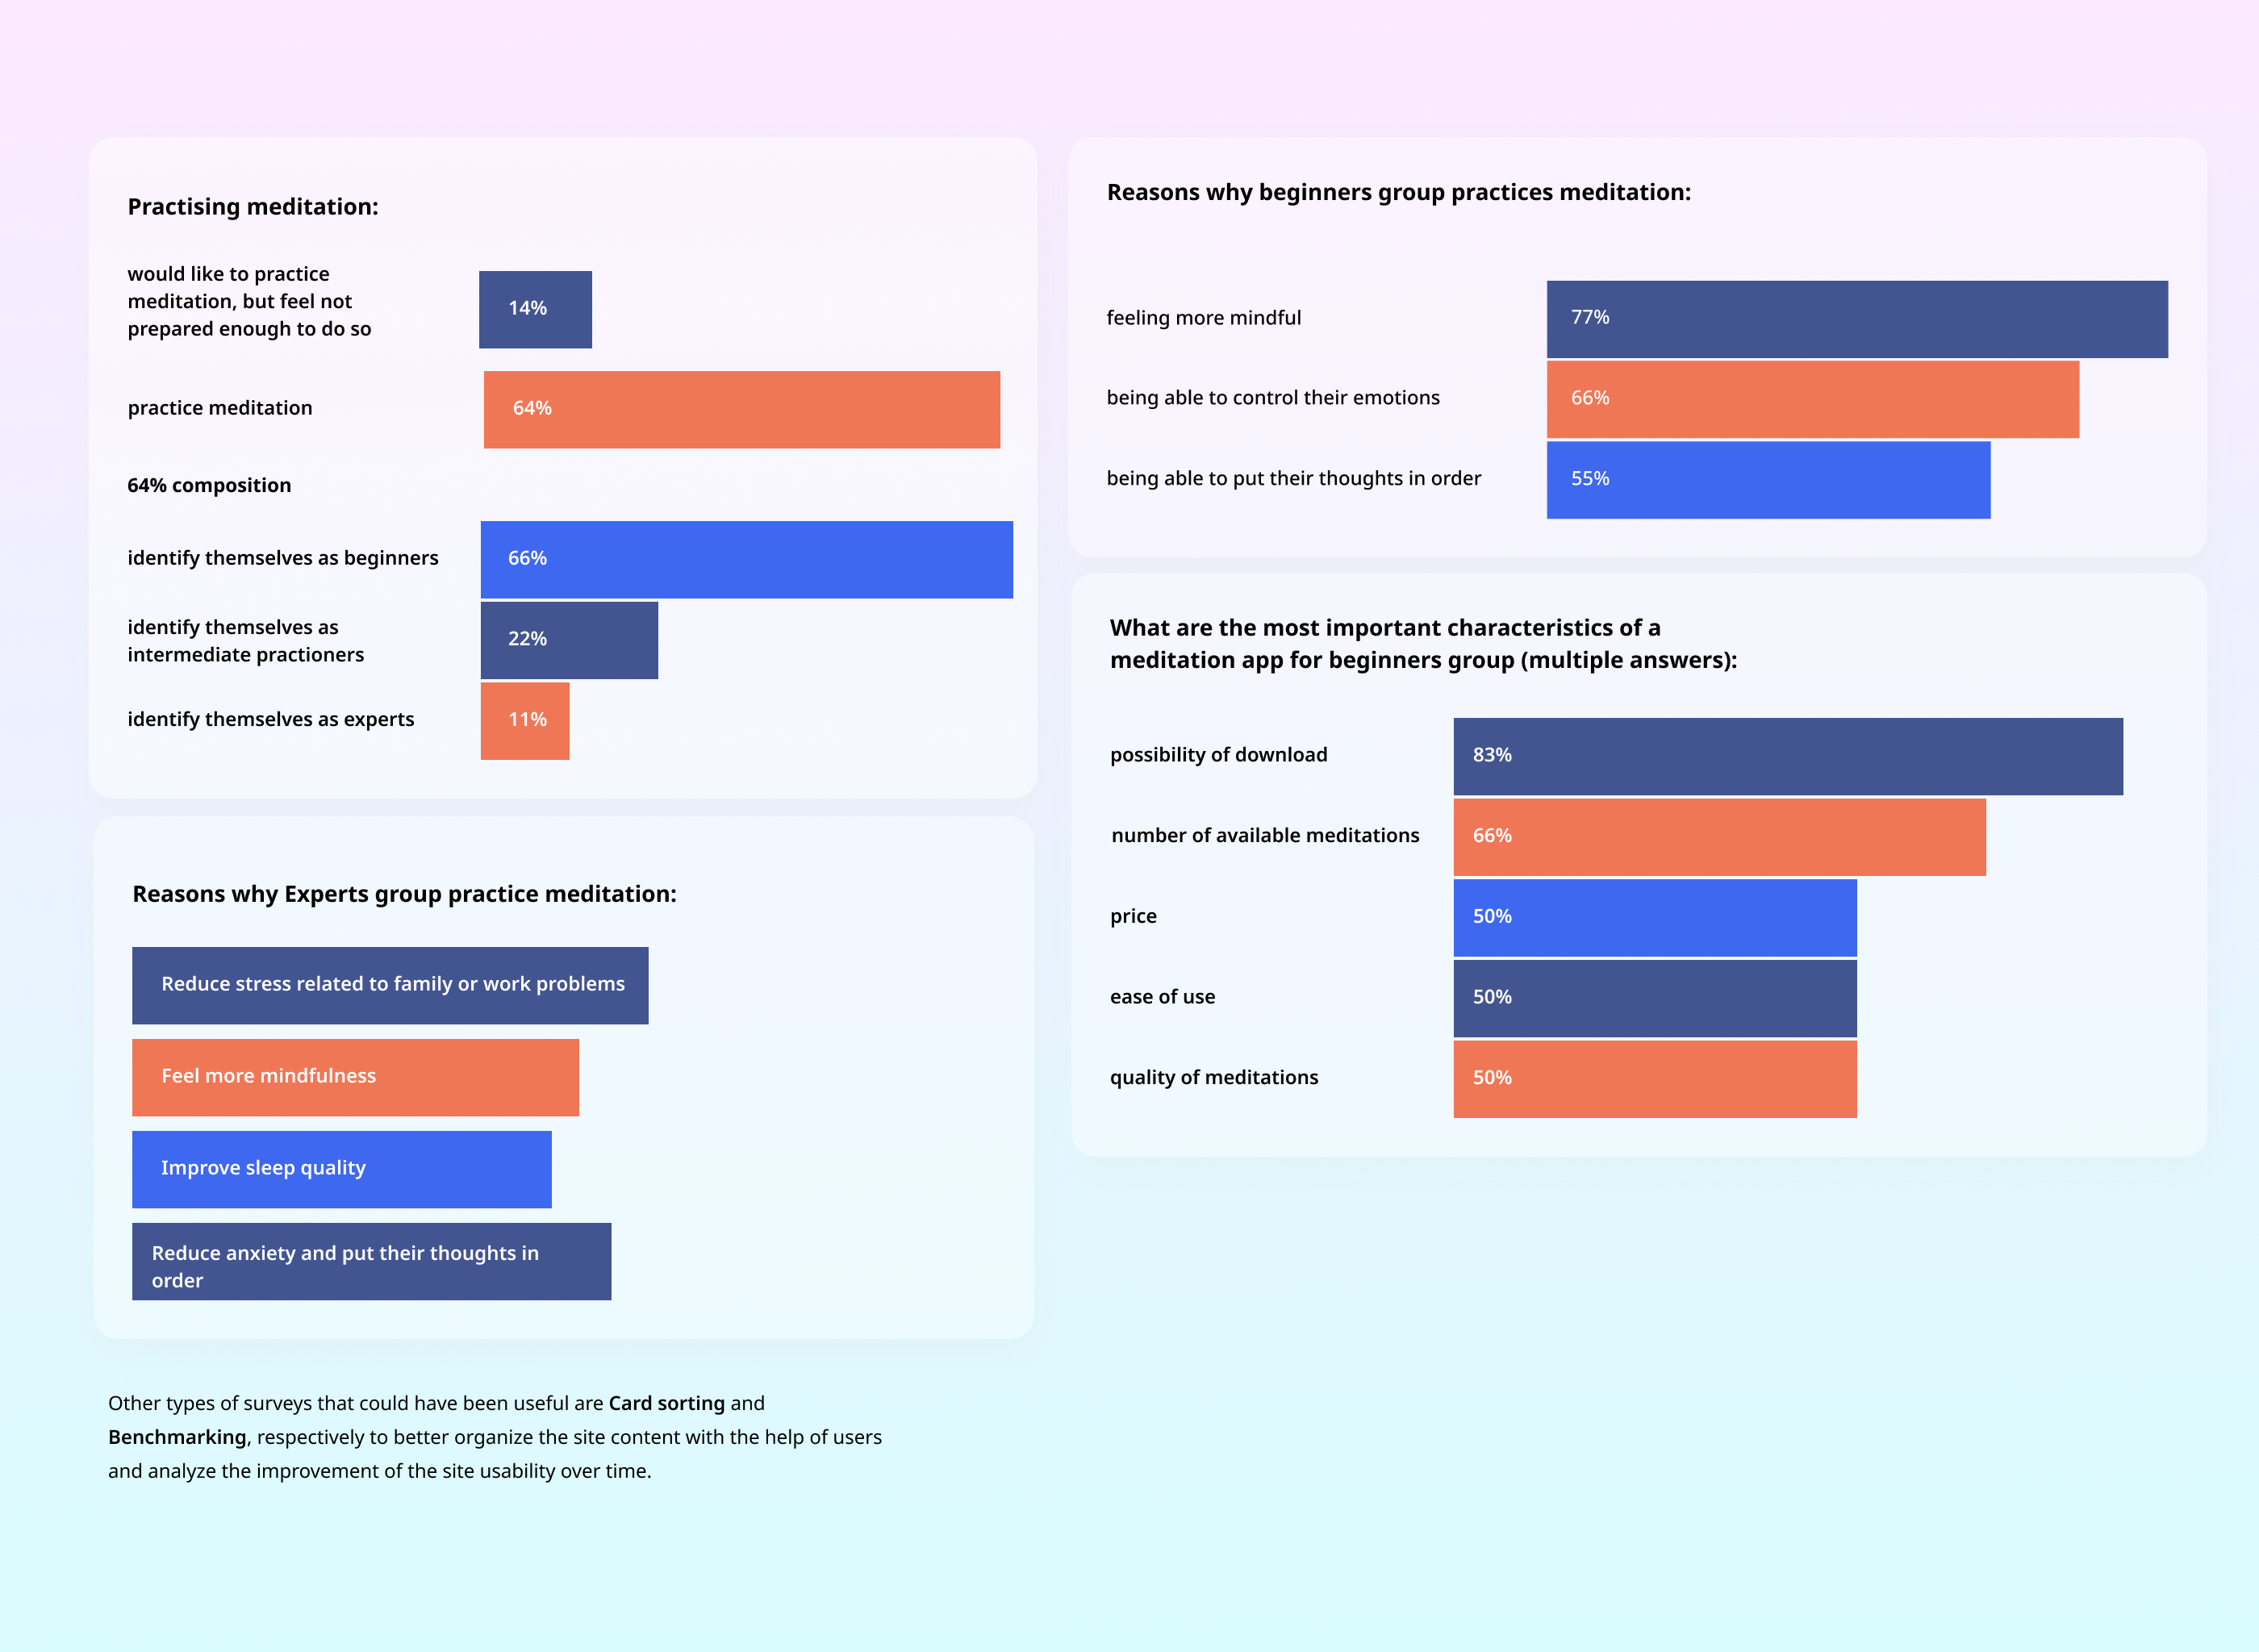 Practising meditation:
would like to practice
meditation, but feel not
prepared enough to do so
14%
practice meditation
64%
64% composition
identify themselves as beginners
66%
identify themselves as
intermediate practioners
22%
identify themselves as experts
11%
Reasons why Experts group practice meditation:
Reduce stress related to family or work problems
Feel more mindfulness
Improve sleep quality
Reduce anxiety and put their thoughts in
order
Other types of surveys that could have been useful are Card sorting and
Benchmarking, respectively to better organize the site content with the help of users
and analyze the improvement of the site usability over time.
Reasons why beginners group practices meditation:
feeling more mindful
77%
being able to control their emotions
66%
being able to put their thoughts in order
55%
What are the most important characteristics of a
meditation app for beginners group (multiple answers):
possibility of download
83%
number of available meditations
66%
price
50%
ease of use
50%
quality of meditations
50%